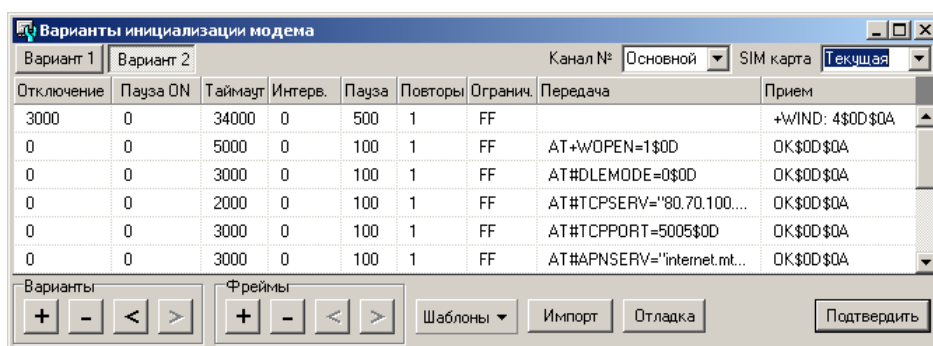 Варианты инициализации модема
Вариант 1 Вариант 2 Канал № Основной SIM карта Текущая
Отключение Пауза ON Таймаут Интерв. Пауза Повторы Огранич. Передача Прием
3000 0 34000 0 500 1 FF +WIND: 4$0D$0A
0 0 5000 0 100 1 FF AT+WOPEN=1$0D OK$0D$0A
0 0 3000 0 100 1 FF AT#DLEMODE=0$0D OK$0D$0A
0 0 2000 0 100 1 FF AT#TCPSERV="80.70.100.... OK$0D$0A
0 0 3000 0 100 1 FF AT#TCPPORT=5005$0D OK$0D$0A
0 0 3000 0 100 1 FF AT#APNSERV="internet.mt... OK$0D$0A
Варианты Фреймы
+ - < > + - < > Шаблоны Импорт Отладка Подтвердить